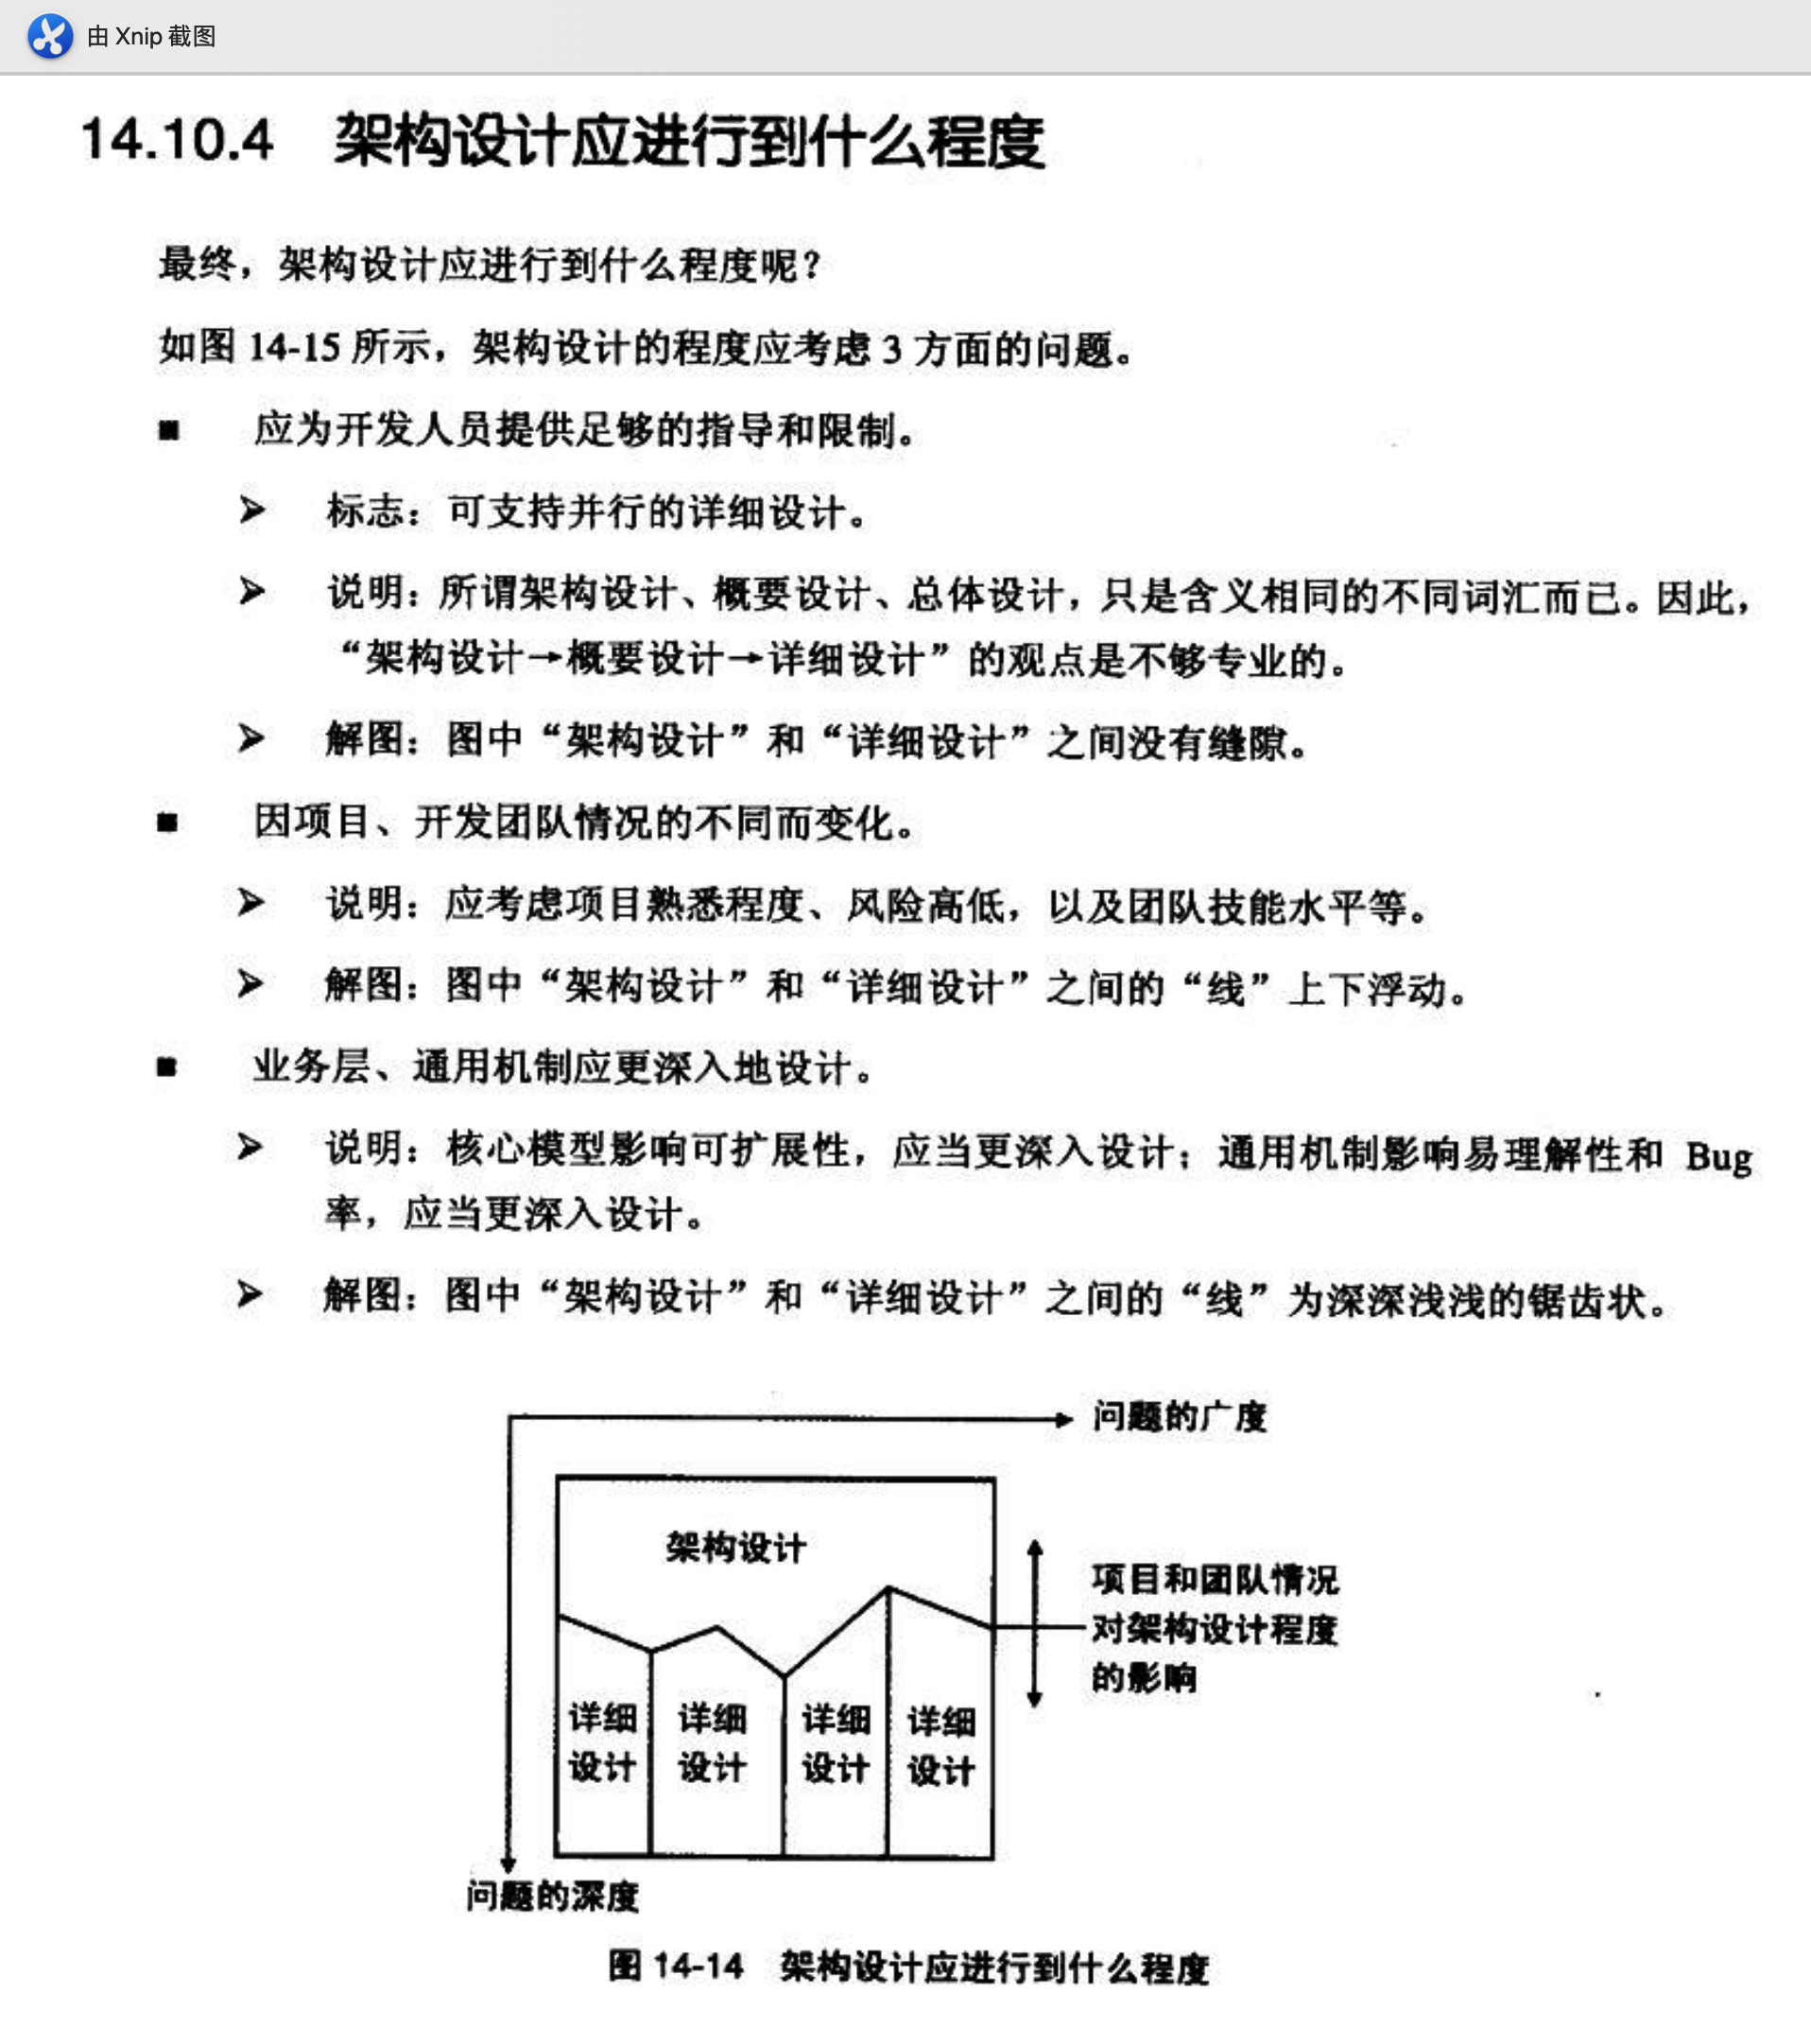 由 Xnip 截图
14.10.4 架构设计应进行到什么程度
最终，架构设计应进行到什么程度呢？
如图 14-15 所示，架构设计的程度应考虑 3 方面的问题。
■ 应为开发人员提供足够的指导和限制。
➢ 标志：可支持并行的详细设计。
➢ 说明：所谓架构设计、概要设计、总体设计，只是含义相同的不同词汇而已。因此，
“架构设计→概要设计→详细设计”的观点是不够专业的。
➢ 解图：图中“架构设计”和“详细设计”之间没有缝隙。
■ 因项目、开发团队情况的不同而变化。
➢ 说明：应考虑项目熟悉程度、风险高低，以及团队技能水平等。
➢ 解图：图中“架构设计”和“详细设计”之间的“线”上下浮动。
■ 业务层、通用机制应更深入地设计。
➢ 说明：核心模型影响可扩展性，应当更深入设计；通用机制影响易理解性和 Bug
率，应当更深入设计。
➢ 解图：图中“架构设计”和“详细设计”之间的“线”为深深浅浅的锯齿状。
问题的广度
架构设计
项目和团队情况
对架构设计程度
的影响
详细 详细 详细 详细
设计 设计 设计 设计
问题的深度
图 14-14 架构设计应进行到什么程度